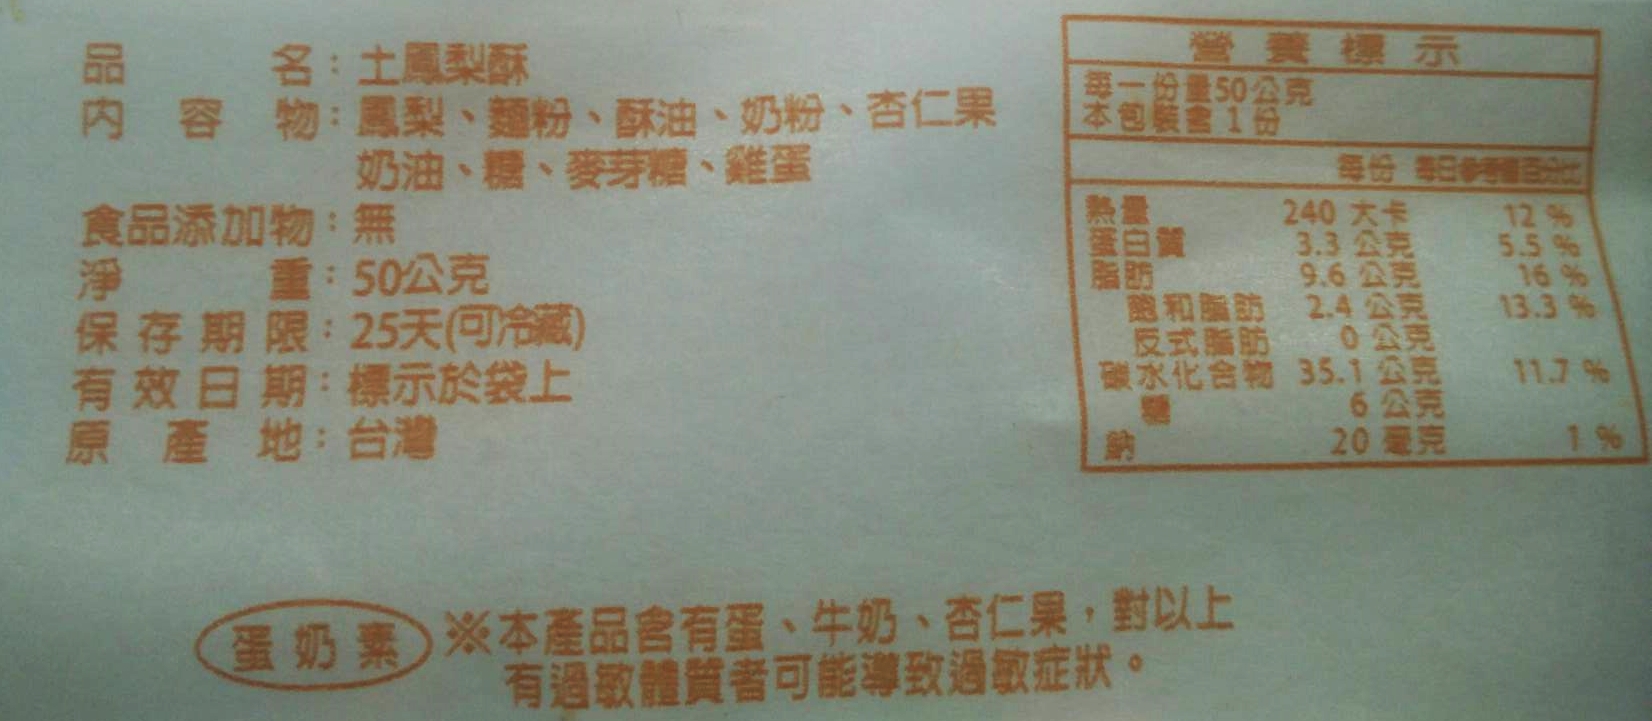 品名：土鳳梨酥
內容物：鳳梨、麵粉、酥油、奶粉、杏仁果
奶油、糖、麥芽糖、雞蛋
食品添加物：無
淨重：50公克
保存期限：25天(可冷藏)
有效日期：標示於袋上
原產地：台灣
營養標示
每一份量50公克
本包裝含1份
每份 每日參考值百分比
熱量 240 大卡 12 %
蛋白質 3.3 公克 5.5 %
脂肪 9.6 公克 16 %
飽和脂肪 2.4 公克 13.3 %
反式脂肪 0 公克
碳水化合物 35.1 公克 11.7 %
糖 6 公克
鈉 20 毫克 1 %
蛋奶素
※本產品含有蛋、牛奶、杏仁果，對以上
有過敏體質者可能導致過敏症狀。